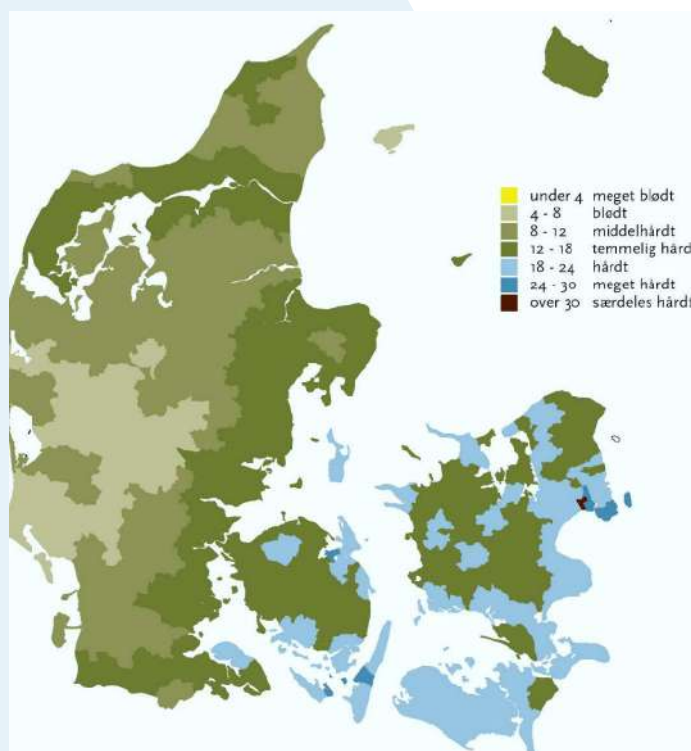 under 4 meget blødt
4 - 8 blødt
8 - 12 middelhårdt
12 - 18 temmelig hårdt
18 - 24 hårdt
24 - 30 meget hårdt
over 30 særdeles hårdt